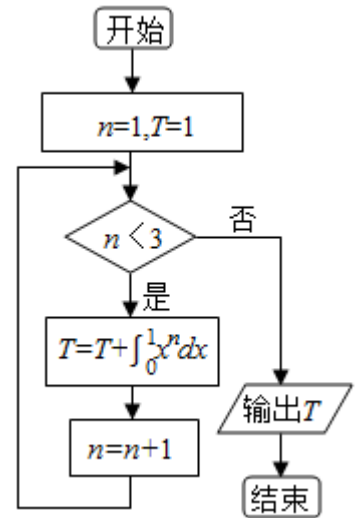 开始
n=1,T=1
n<3
否
是
T=T+∫₀¹xⁿdx
输出T
n=n+1
结束